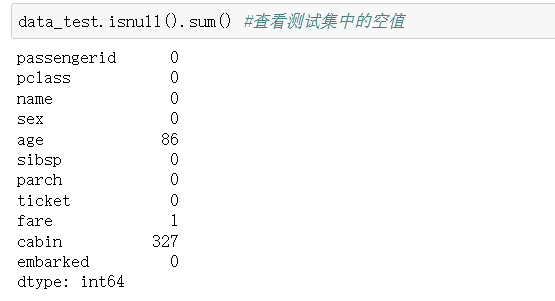 data_test.isnull().sum() #查看测试集中的空值
passengerid 0
pclass 0
name 0
sex 0
age 86
sibsp 0
parch 0
ticket 0
fare 1
cabin 327
embarked 0
dtype: int64